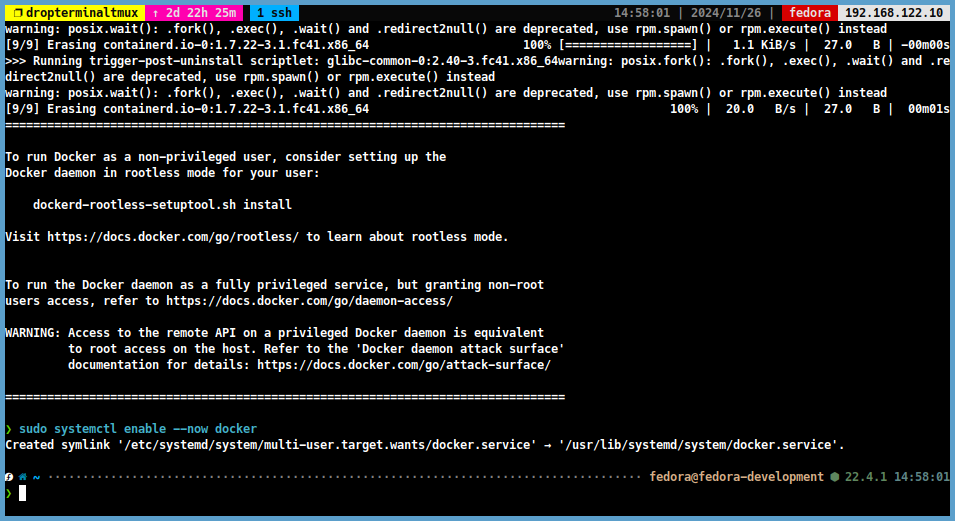 droptermlnaltmux ↑ 2d 22h 25m 1 ssh 14:58:01 | 2024/11/26 | fedora 192.168.122.10
warning: posix.wait(): .fork(), .exec(), .wait() and .redirect2null() are deprecated, use rpm.spawn() or rpm.execute() instead
[9/9] Erasing containerd.io-0:1.7.22-3.1.fc41.x86_64 100% [==================] | 1.1 KiB/s | 27.0 B | -00m00s
>>> Running trigger-post-uninstall scriptlet: glibc-common-0:2.40-3.fc41.x86_64warning: posix.fork(): .fork(), .exec(), .wait() and .re
direct2null() are deprecated, use rpm.spawn() or rpm.execute() instead
warning: posix.wait(): .fork(), .exec(), .wait() and .redirect2null() are deprecated, use rpm.spawn() or rpm.execute() instead
[9/9] Erasing containerd.io-0:1.7.22-3.1.fc41.x86_64 100% | 20.0 B/s | 27.0 B | 00m01s
================================================================================
To run Docker as a non-privileged user, consider setting up the
Docker daemon in rootless mode for your user:
dockerd-rootless-setuptool.sh install
Visit https://docs.docker.com/go/rootless/ to learn about rootless mode.
To run the Docker daemon as a fully privileged service, but granting non-root
users access, refer to https://docs.docker.com/go/daemon-access/
WARNING: Access to the remote API on a privileged Docker daemon is equivalent
to root access on the host. Refer to the 'Docker daemon attack surface'
documentation for details: https://docs.docker.com/go/attack-surface/
================================================================================
❯ sudo systemctl enable --now docker
Created symlink '/etc/systemd/system/multi-user.target.wants/docker.service' → '/usr/lib/systemd/system/docker.service'.
~ fedora@fedora-development ⬢ 22.4.1 14:58:01
❯